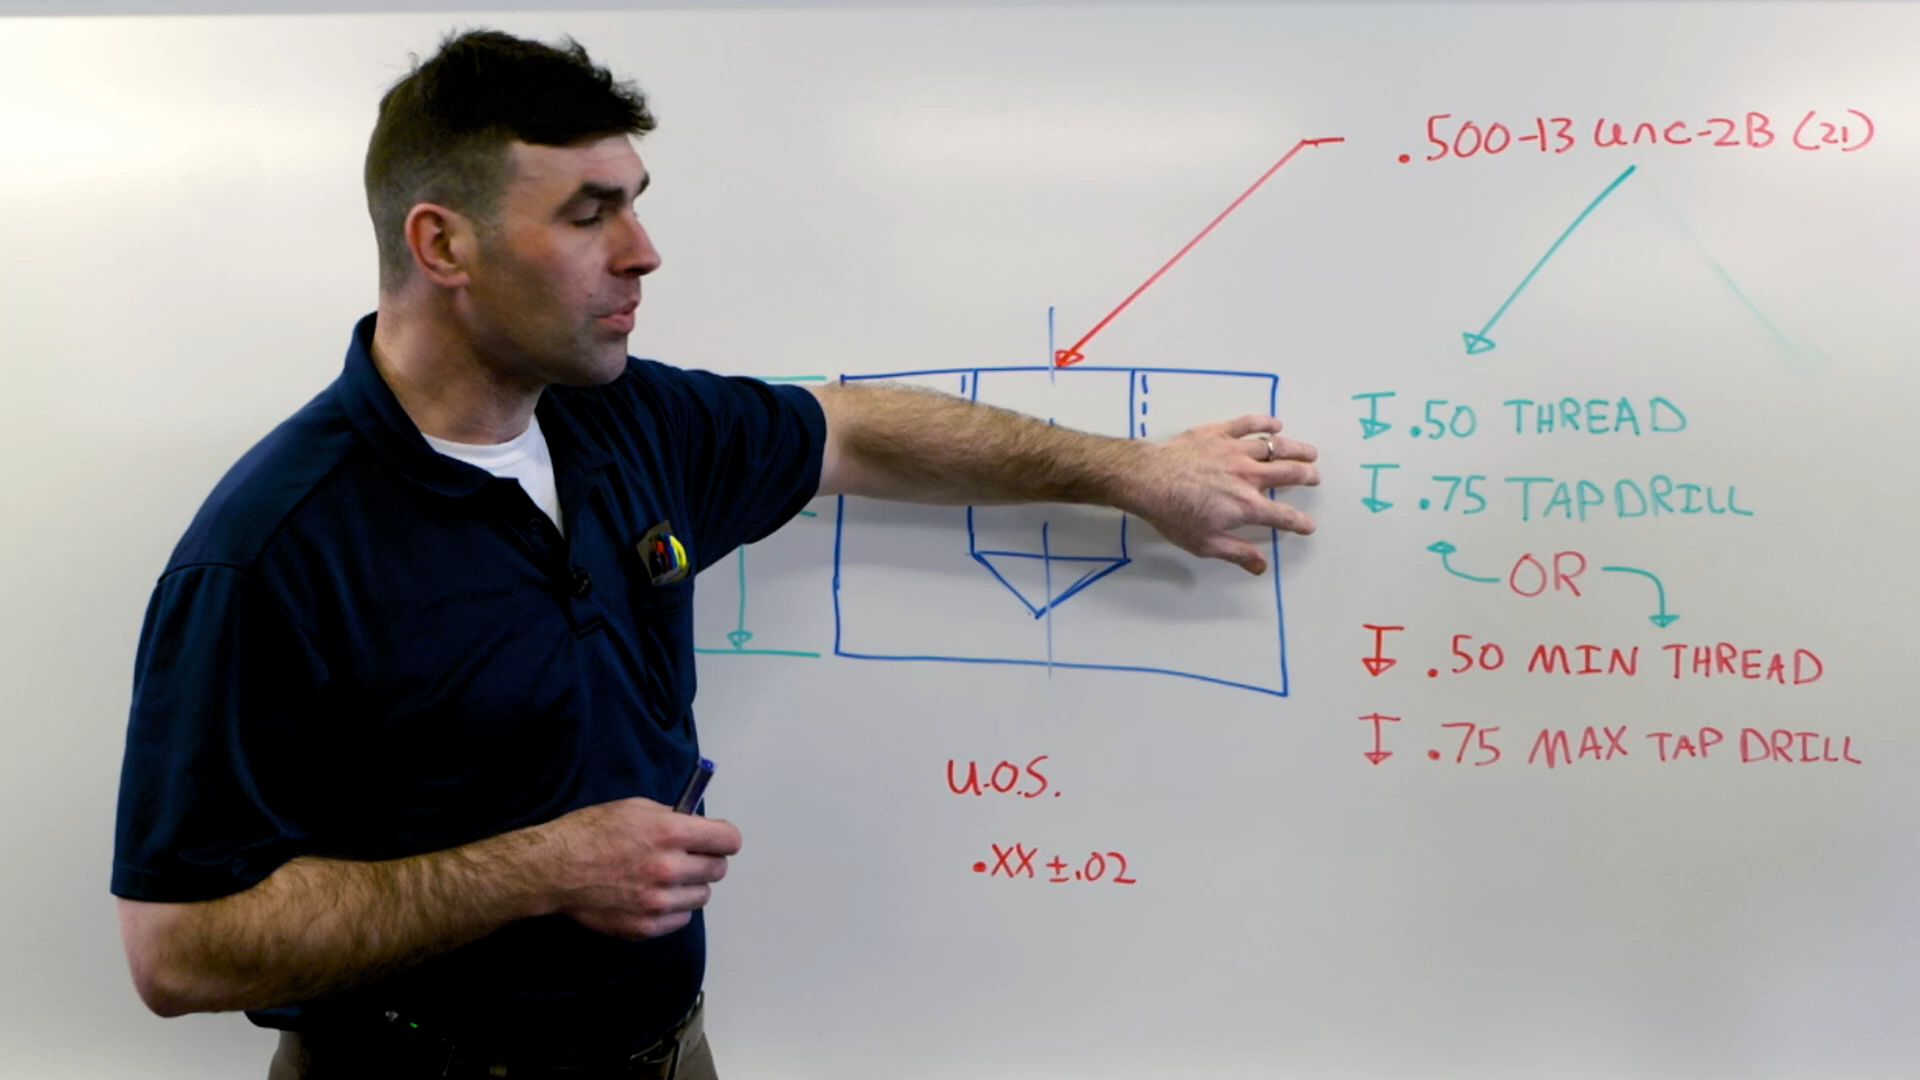 .500-13 unc-2B (21)
↧ .50 THREAD
↧ .75 TAP DRILL
OR
↧ .50 MIN THREAD
↧ .75 MAX TAP DRILL
U.O.S.
.XX ±.02